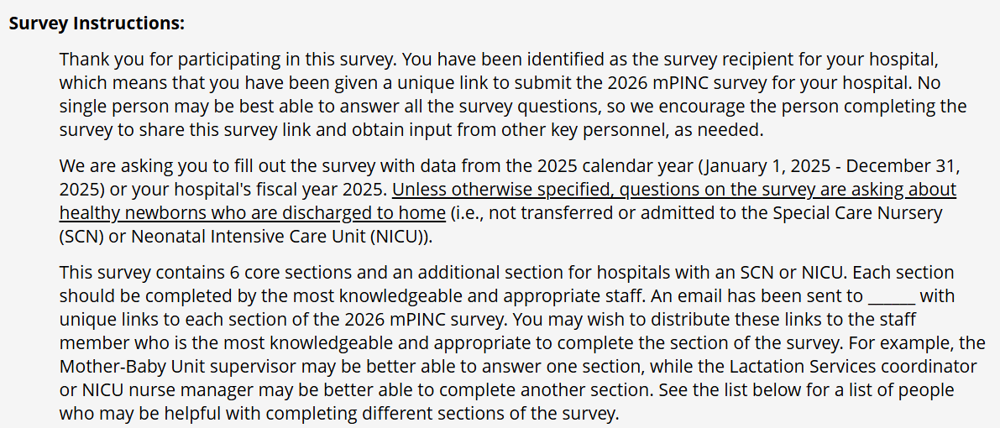 Survey Instructions:
Thank you for participating in this survey. You have been identified as the survey recipient for your hospital,
which means that you have been given a unique link to submit the 2026 mPINC survey for your hospital. No
single person may be best able to answer all the survey questions, so we encourage the person completing the
survey to share this survey link and obtain input from other key personnel, as needed.
We are asking you to fill out the survey with data from the 2025 calendar year (January 1, 2025 - December 31,
2025) or your hospital's fiscal year 2025. Unless otherwise specified, questions on the survey are asking about
healthy newborns who are discharged to home (i.e., not transferred or admitted to the Special Care Nursery
(SCN) or Neonatal Intensive Care Unit (NICU)).
This survey contains 6 core sections and an additional section for hospitals with an SCN or NICU. Each section
should be completed by the most knowledgeable and appropriate staff. An email has been sent to ______ with
unique links to each section of the 2026 mPINC survey. You may wish to distribute these links to the staff
member who is the most knowledgeable and appropriate to complete the section of the survey. For example, the
Mother-Baby Unit supervisor may be better able to answer one section, while the Lactation Services coordinator
or NICU nurse manager may be better able to complete another section. See the list below for a list of people
who may be helpful with completing different sections of the survey.